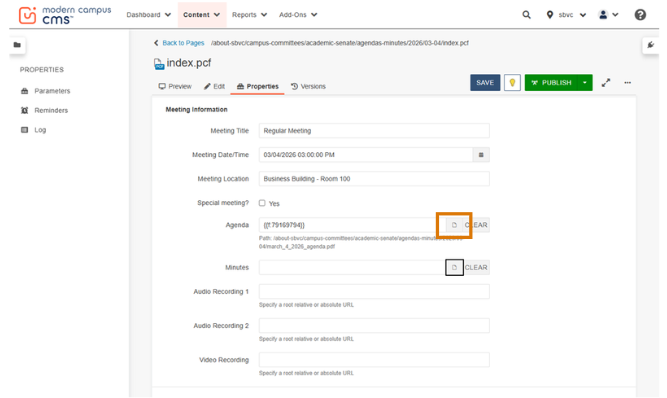 modern campus
cms™
Dashboard Content Reports Add-Ons
sbvc
Back to Pages /about-sbvc/campus-committees/academic-senate/agendas-minutes/2026/03-04/index.pcf
index.pcf
PROPERTIES
Parameters
Reminders
Log
Preview Edit Properties Versions
SAVE PUBLISH
Meeting Information
Meeting Title Regular Meeting
Meeting Date/Time 03/04/2026 03:00:00 PM
Meeting Location Business Building - Room 100
Special meeting? Yes
Agenda {{f:79169794}} CLEAR
Path: /about-sbvc/campus-committees/academic-senate/agendas-minutes/
04/march_4_2026_agenda.pdf
Minutes CLEAR
Audio Recording 1
Specify a root relative or absolute URL
Audio Recording 2
Specify a root relative or absolute URL
Video Recording
Specify a root relative or absolute URL